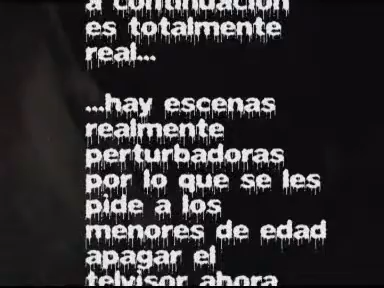 a continuación
es totalmente
real...
...hay escenas
realmente
perturbadoras
por lo que se les
pide a los
menores de edad
apagar el
telvisor ahora